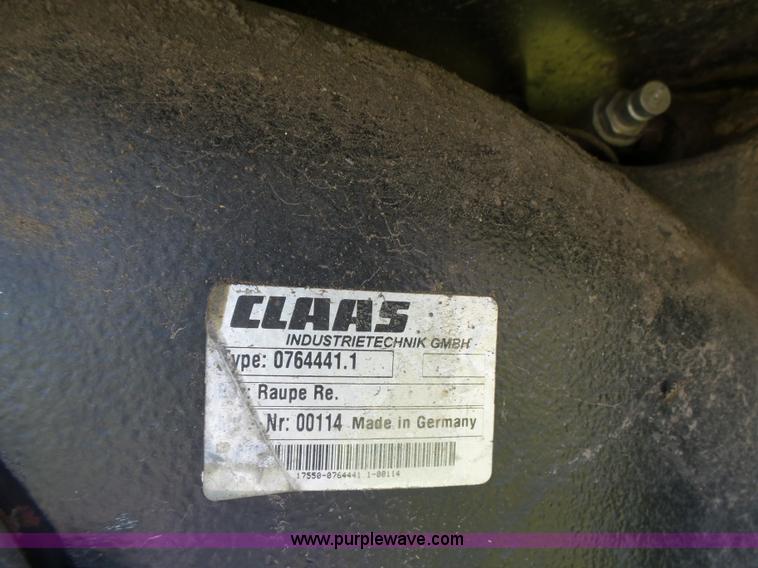 CLAAS
INDUSTRIETECHNIK GMBH
Type: 0764441.1
Raupe Re.
Nr: 00114 Made in Germany
17550-0764441.1-00114
www.purplewave.com